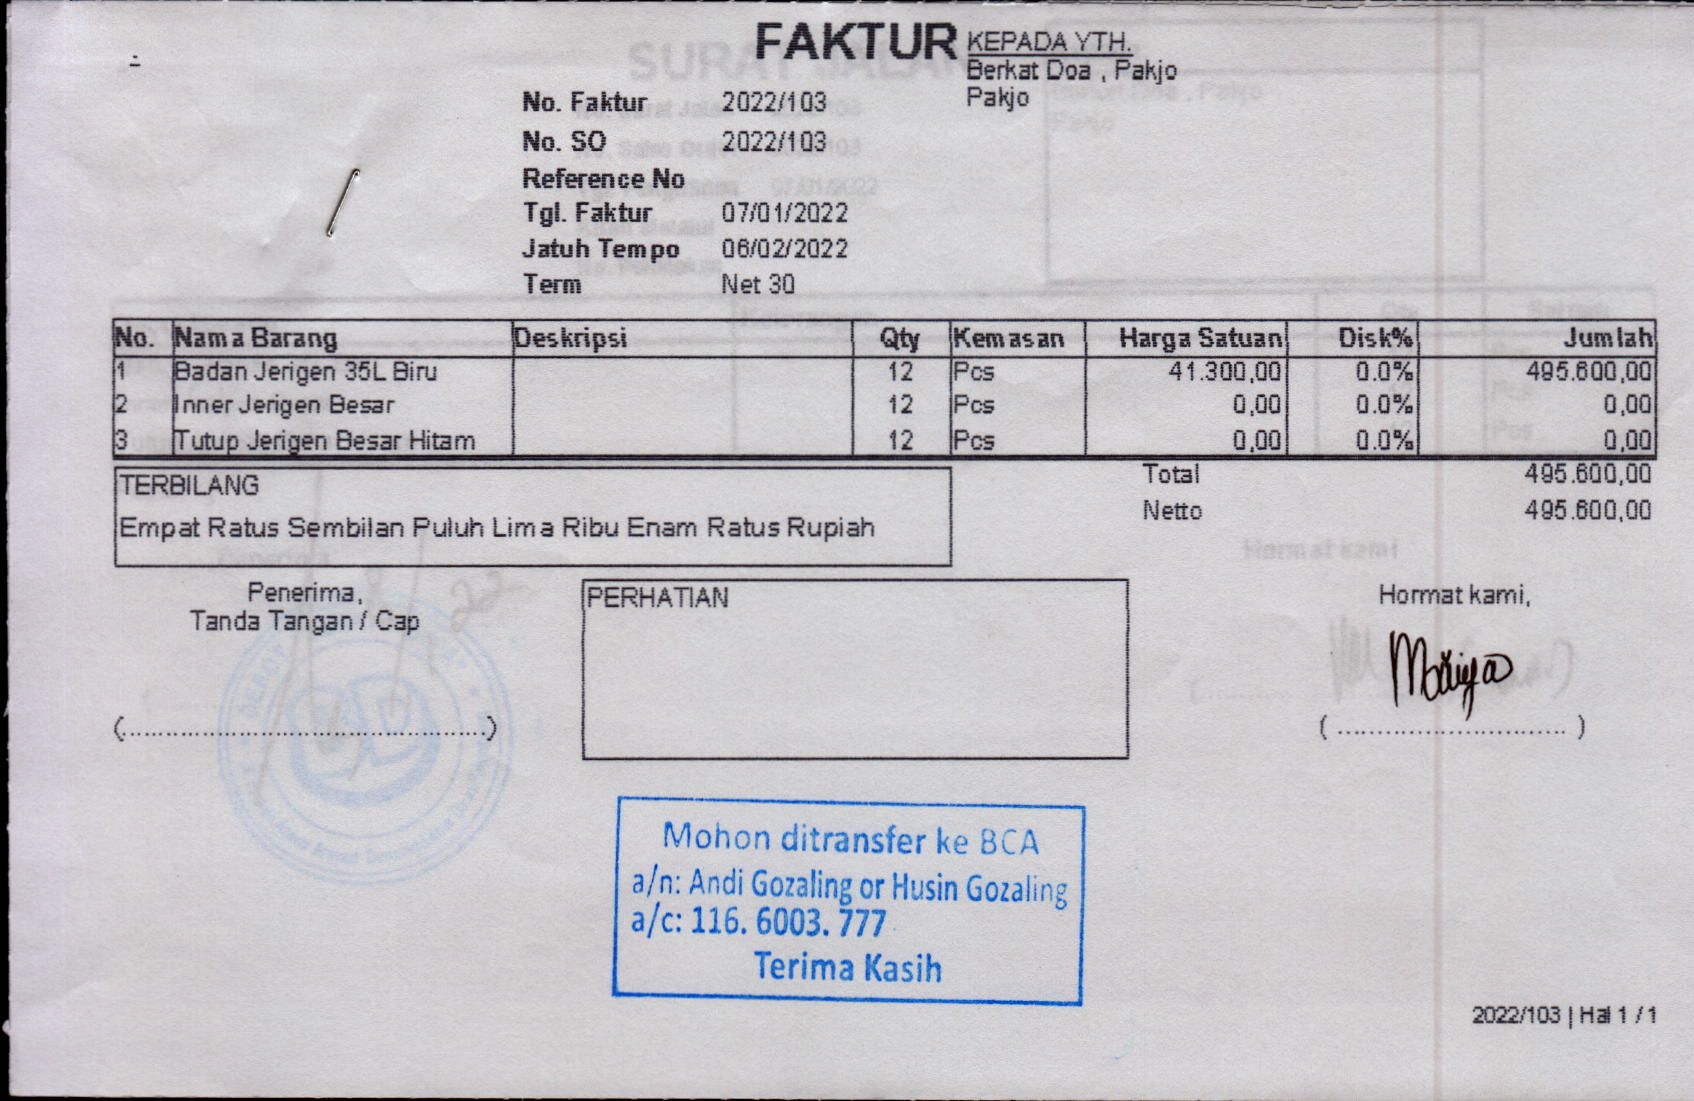 FAKTUR
KEPADA YTH.
Berkat Doa , Pakjo
Pakjo
No. Faktur 2022/103
No. SO 2022/103
Reference No
Tgl. Faktur 07/01/2022
Jatuh Tempo 06/02/2022
Term Net 30
No. Nama Barang Deskripsi Qty Kemasan Harga Satuan Disk% Jumlah
1 Badan Jerigen 35L Biru 12 Pcs 41.300,00 0.0% 495.600,00
2 Inner Jerigen Besar 12 Pcs 0,00 0.0% 0,00
3 Tutup Jerigen Besar Hitam 12 Pcs 0,00 0.0% 0,00
Total 495.600,00
Netto 495.600,00
TERBILANG
Empat Ratus Sembilan Puluh Lima Ribu Enam Ratus Rupiah
Penerima,
Tanda Tangan / Cap
(..................................................)
PERHATIAN
Hormat kami,
( ............................. )
Mohon ditransfer ke BCA
a/n: Andi Gozaling or Husin Gozaling
a/c: 116. 6003. 777
Terima Kasih
2022/103 | Hal 1 / 1